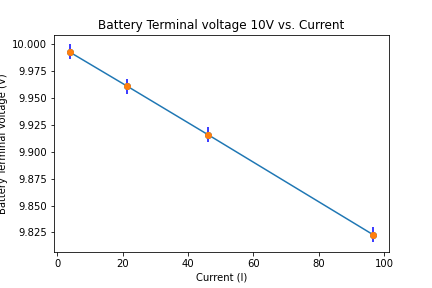 Battery Terminal voltage 10V vs. Current
10.000
9.975
9.950
9.925
9.900
9.875
9.850
9.825
Battery Terminal voltage (V)
0 20 40 60 80 100
Current (I)